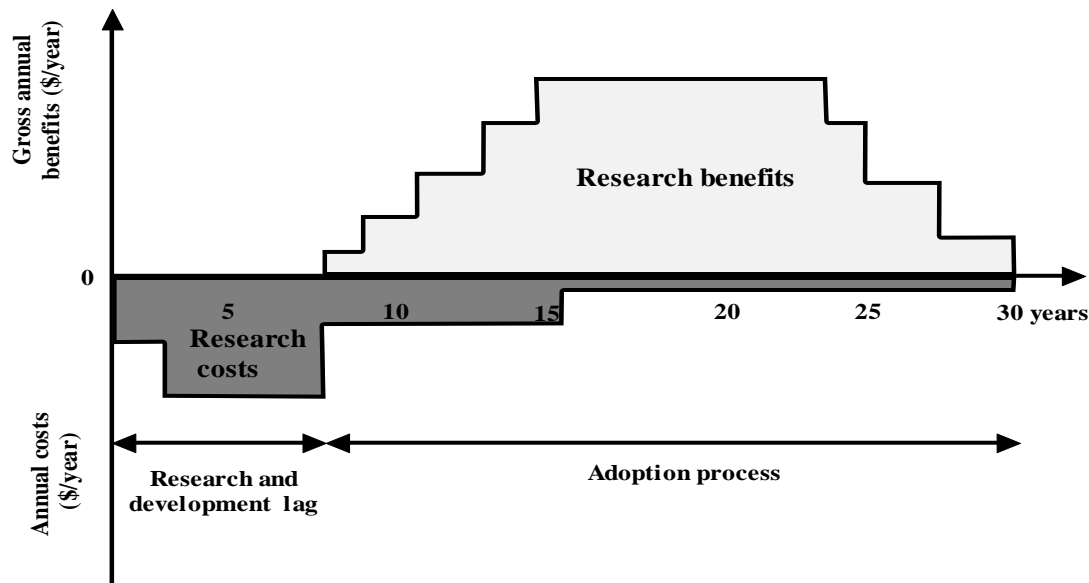 Gross annual
benefits ($/year)
Research benefits
0
5
10
15
20
25
30 years
Research
costs
Annual costs
($/year)
Research and
development lag
Adoption process